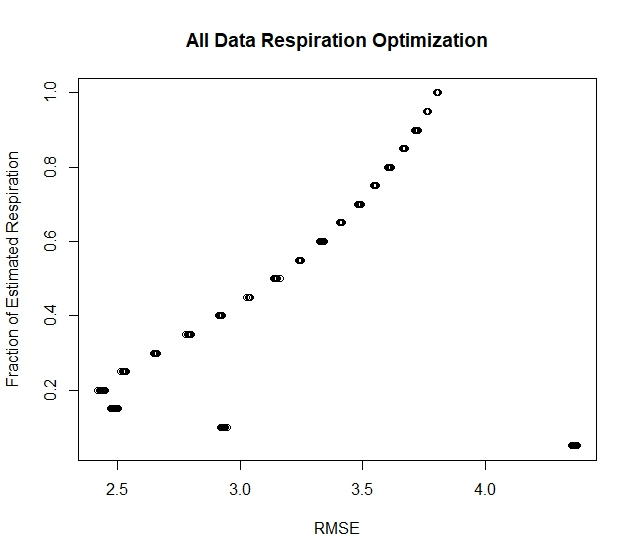 All Data Respiration Optimization
Fraction of Estimated Respiration
1.0
0.8
0.6
0.4
0.2
2.5 3.0 3.5 4.0
RMSE